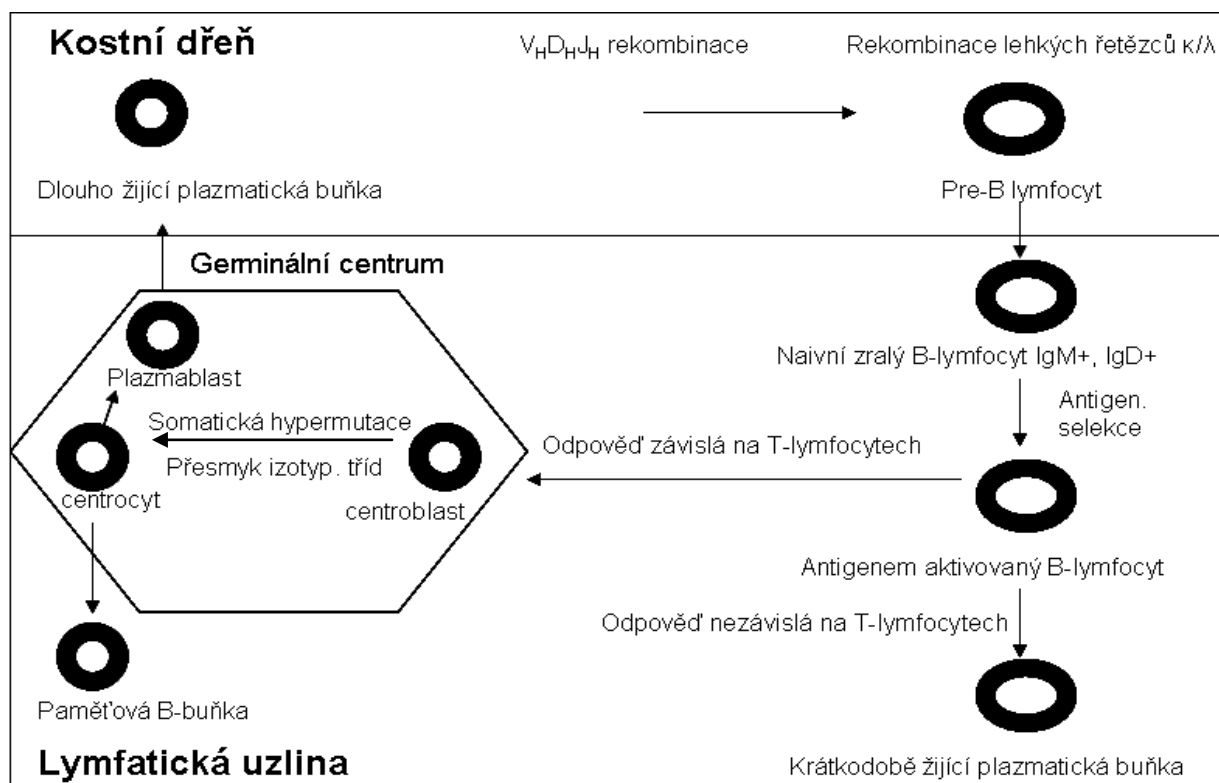 Kostní dřeň
VHDHJH rekombinace
Rekombinace lehkých řetězců κ/λ
Dlouho žijící plazmatická buňka
Pre-B lymfocyt
Germinální centrum
Plazmablast
Somatická hypermutace
Přesmyk izotyp. tříd
centrocyt
centroblast
Naivní zralý B-lymfocyt IgM+, IgD+
Antigen.
selekce
Odpověď závislá na T-lymfocytech
Antigenem aktivovaný B-lymfocyt
Odpověď nezávislá na T-lymfocytech
Paměťová B-buňka
Lymfatická uzlina
Krátkodobě žijící plazmatická buňka